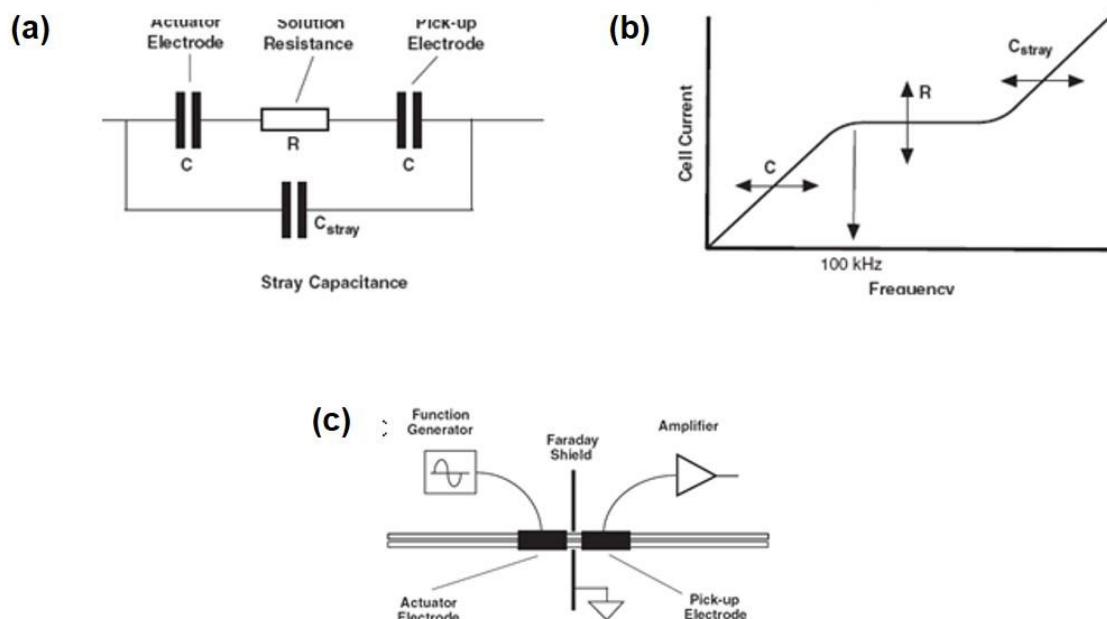 (a)
Actuator
Electrode
Solution
Resistance
Pick-up
Electrode
C
R
C
Cstray
Stray Capacitance
(b)
Cell Current
C
R
Cstray
100 kHz
Frequency
(c)
Function
Generator
Faraday
Shield
Amplifier
Actuator
Electrode
Pick-up
Electrode